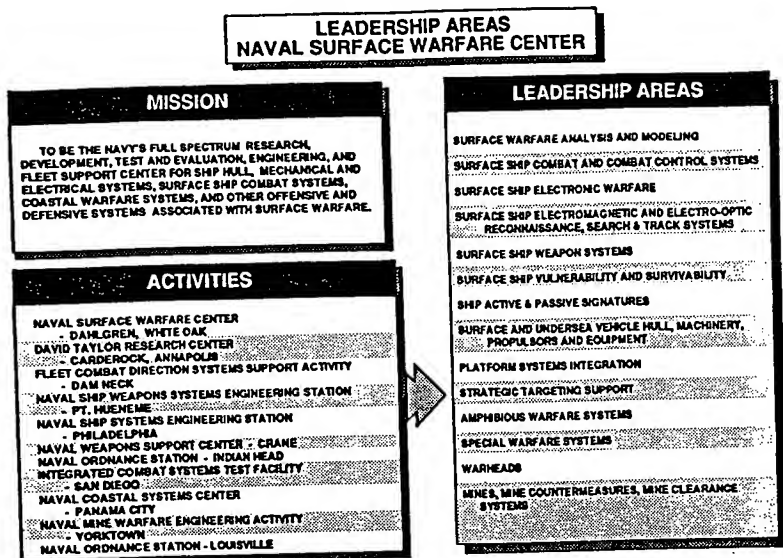 LEADERSHIP AREAS
NAVAL SURFACE WARFARE CENTER
MISSION
TO BE THE NAVY'S FULL SPECTRUM RESEARCH,
DEVELOPMENT, TEST AND EVALUATION, ENGINEERING, AND
FLEET SUPPORT CENTER FOR SHIP HULL, MECHANICAL AND
ELECTRICAL SYSTEMS, SURFACE SHIP COMBAT SYSTEMS,
COASTAL WARFARE SYSTEMS, AND OTHER OFFENSIVE AND
DEFENSIVE SYSTEMS ASSOCIATED WITH SURFACE WARFARE.
ACTIVITIES
NAVAL SURFACE WARFARE CENTER
- DAHLGREN, WHITE OAK
DAVID TAYLOR RESEARCH CENTER
- CARDEROCK, ANNAPOLIS
FLEET COMBAT DIRECTION SYSTEMS SUPPORT ACTIVITY
- DAM NECK
NAVAL SHIP WEAPONS SYSTEMS ENGINEERING STATION
- PT. HUENEME
NAVAL SHIP SYSTEMS ENGINEERING STATION
- PHILADELPHIA
NAVAL WEAPONS SUPPORT CENTER - CRANE
NAVAL ORDNANCE STATION - INDIAN HEAD
INTEGRATED COMBAT SYSTEMS TEST FACILITY
- SAN DIEGO
NAVAL COASTAL SYSTEMS CENTER
- PANAMA CITY
NAVAL MINE WARFARE ENGINEERING ACTIVITY
- YORKTOWN
NAVAL ORDNANCE STATION - LOUISVILLE
LEADERSHIP AREAS
SURFACE WARFARE ANALYSIS AND MODELING
SURFACE SHIP COMBAT AND COMBAT CONTROL SYSTEMS
SURFACE SHIP ELECTRONIC WARFARE
SURFACE SHIP ELECTROMAGNETIC AND ELECTRO-OPTIC
RECONNAISSANCE, SEARCH & TRACK SYSTEMS
SURFACE SHIP WEAPON SYSTEMS
SURFACE SHIP VULNERABILITY AND SURVIVABILITY
SHIP ACTIVE & PASSIVE SIGNATURES
SURFACE AND UNDERSEA VEHICLE HULL, MACHINERY,
PROPULSORS AND EQUIPMENT
PLATFORM SYSTEMS INTEGRATION
STRATEGIC TARGETING SUPPORT
AMPHIBIOUS WARFARE SYSTEMS
SPECIAL WARFARE SYSTEMS
WARHEADS
MINES, MINE COUNTERMEASURES, MINE CLEARANCE
SYSTEMS